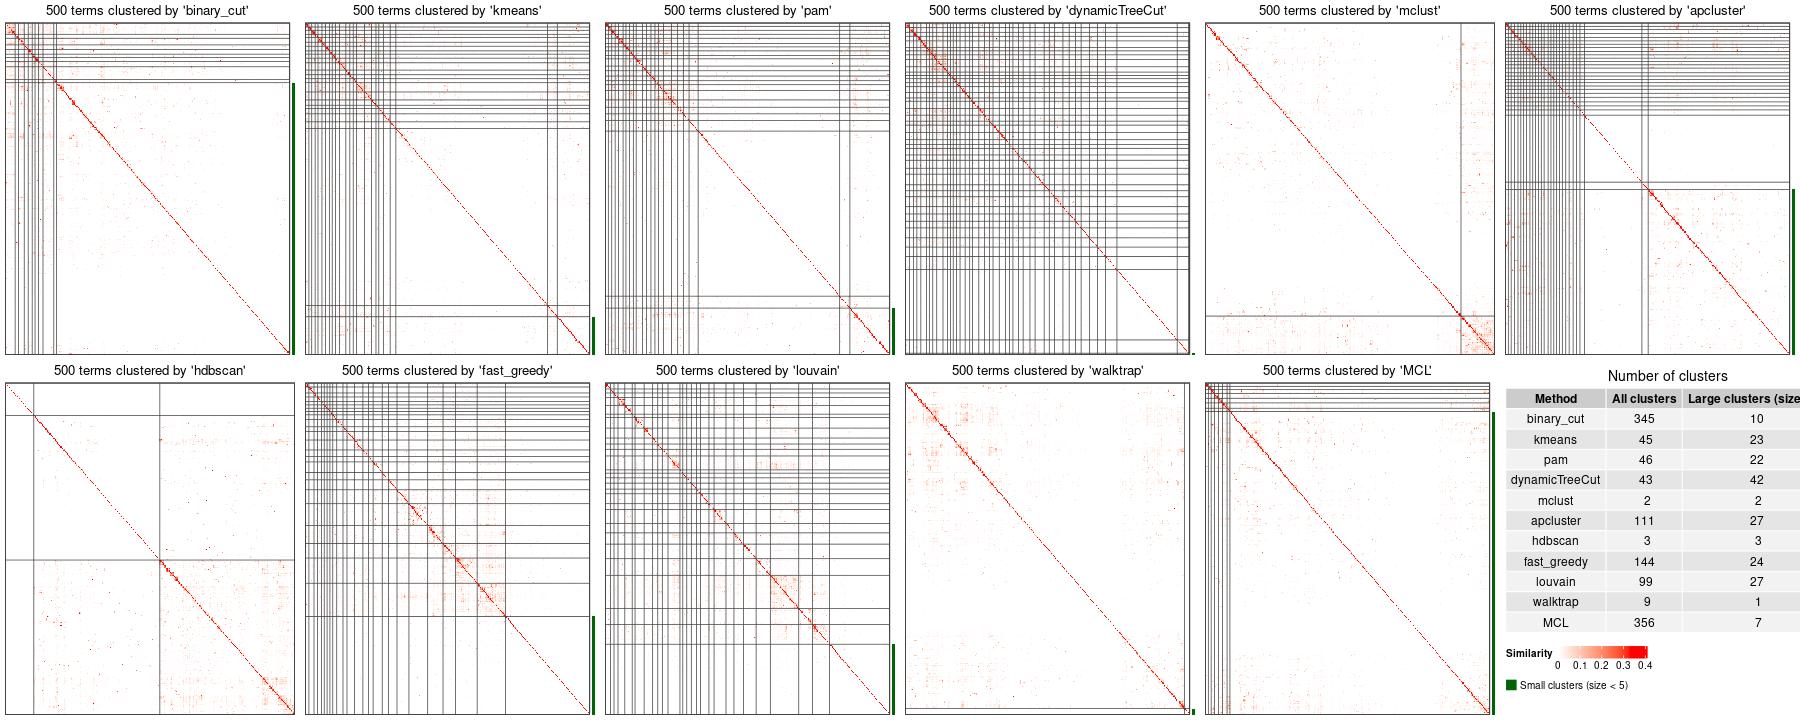 500 terms clustered by 'binary_cut'
500 terms clustered by 'kmeans'
500 terms clustered by 'pam'
500 terms clustered by 'dynamicTreeCut'
500 terms clustered by 'mclust'
500 terms clustered by 'apcluster'
500 terms clustered by 'hdbscan'
500 terms clustered by 'fast_greedy'
500 terms clustered by 'louvain'
500 terms clustered by 'walktrap'
500 terms clustered by 'MCL'
Number of clusters
Method All clusters Large clusters (size
binary_cut 345 10
kmeans 45 23
pam 46 22
dynamicTreeCut 43 42
mclust 2 2
apcluster 111 27
hdbscan 3 3
fast_greedy 144 24
louvain 99 27
walktrap 9 1
MCL 356 7
Similarity
0 0.1 0.2 0.3 0.4
Small clusters (size < 5)